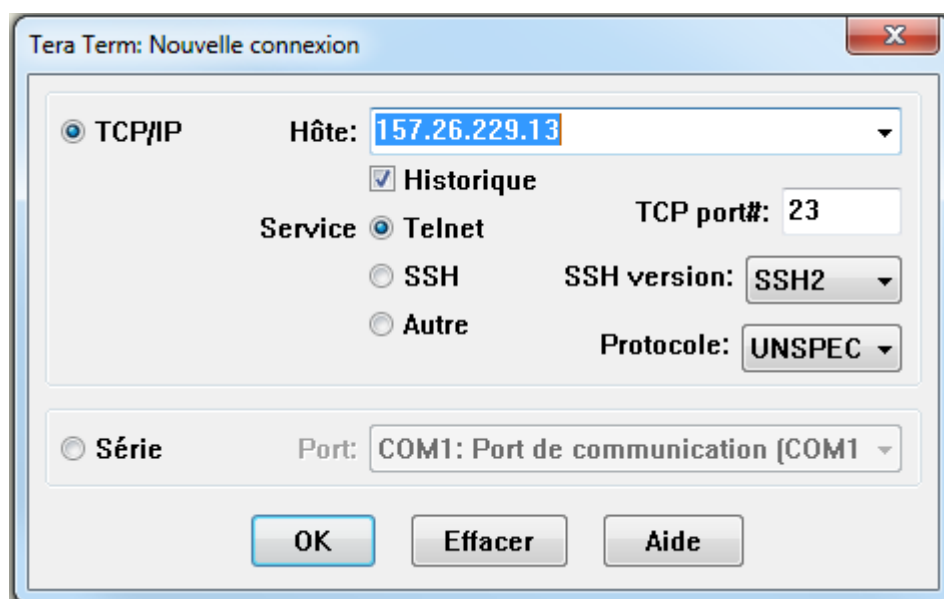 Tera Term: Nouvelle connexion
TCP/IP Hôte: 157.26.229.13
Historique
TCP port#: 23
Service Telnet
SSH SSH version: SSH2
Autre
Protocole: UNSPEC
Série Port: COM1: Port de communication (COM1
OK Effacer Aide